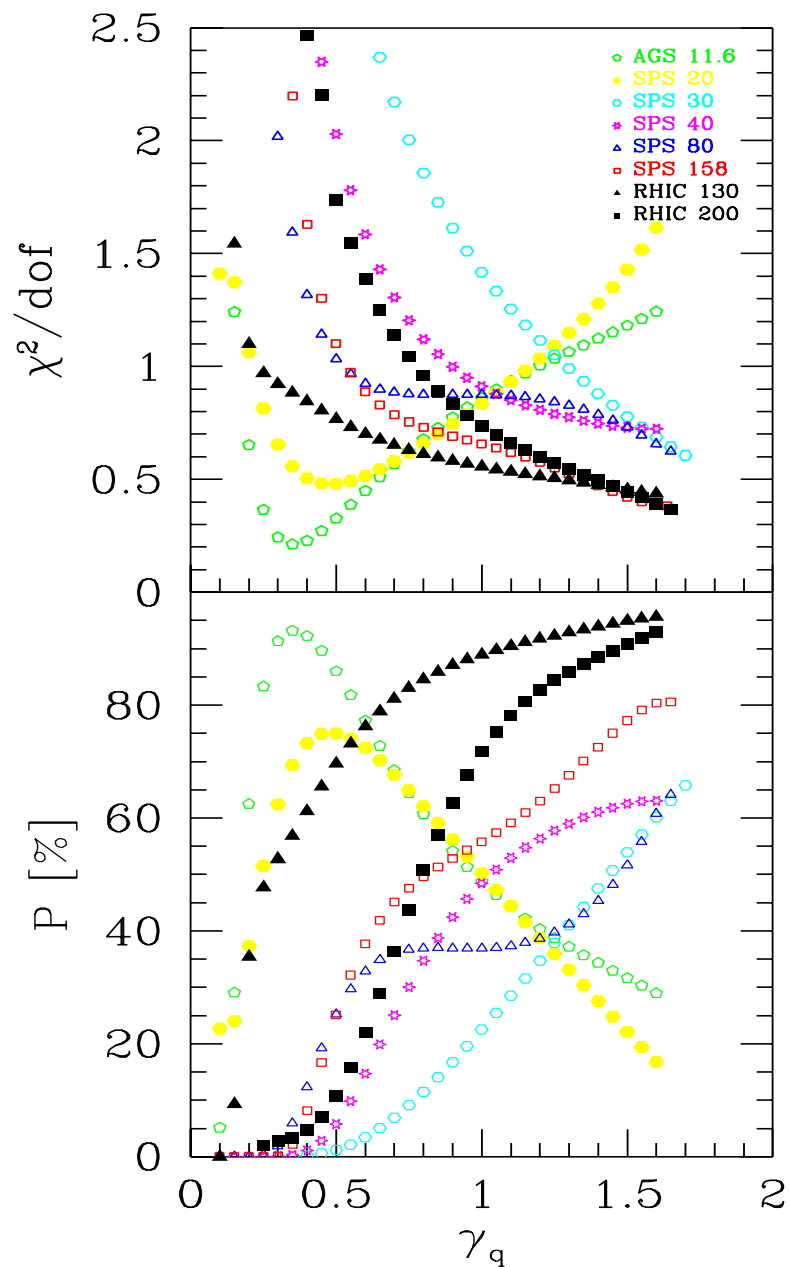 2.5
AGS 11.6
SPS 20
SPS 30
SPS 40
2
SPS 80
SPS 158
RHIC 130
RHIC 200
1.5
χ²/dof
1
0.5
0
80
60
P [%]
40
20
0
0 0.5 1 1.5 2
γq